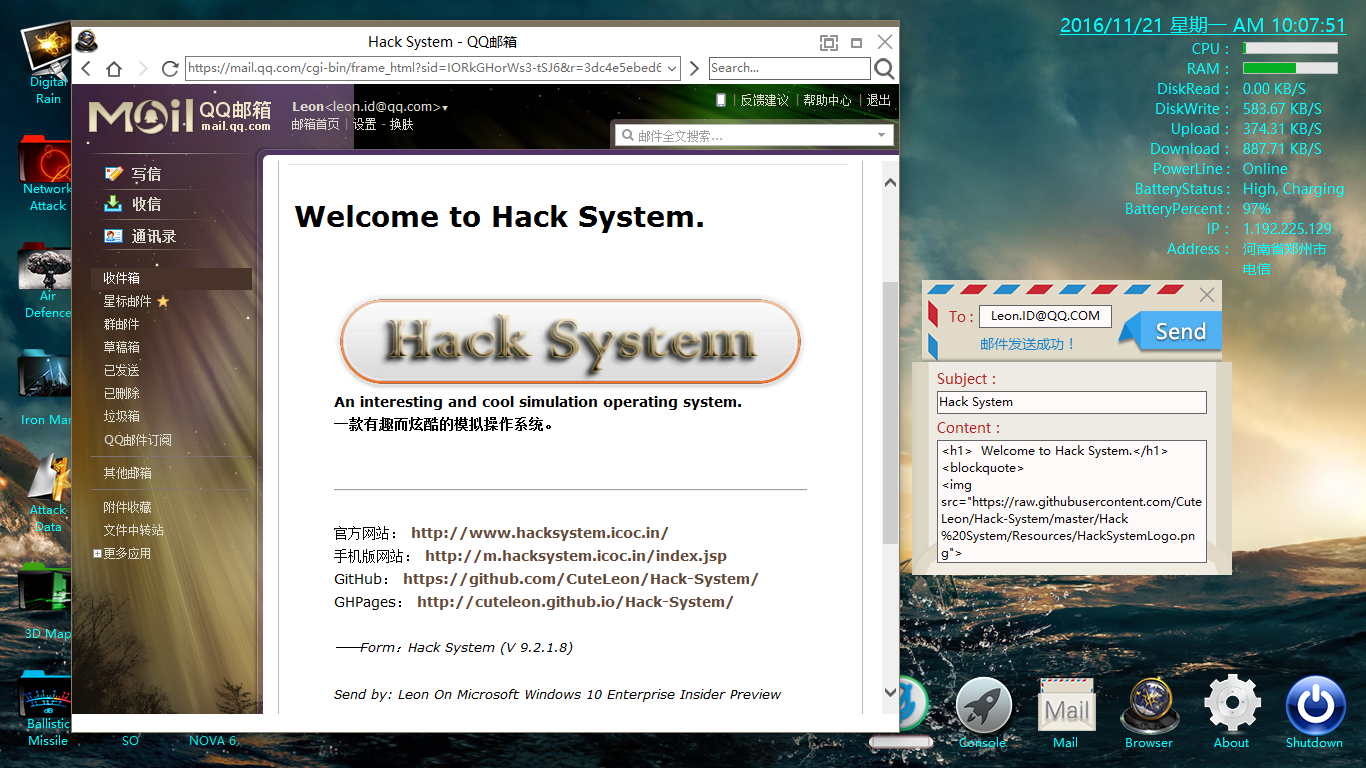 Digital
Rain
Network
Attack
Air
Defence
Iron Man
Attack
Data
3D Map
Ballistic
Missile
SO
NOVA 6
Hack System - QQ邮箱
https://mail.qq.com/cgi-bin/frame_html?sid=IORkGHorWs3-tSJ6&r=3dc4e5ebed6
Search...
Mail QQ邮箱
mail.qq.com
Leon<leon.id@qq.com>
邮箱首页 | 设置 - 换肤
| 反馈建议 | 帮助中心 | 退出
邮件全文搜索...
写信
收信
通讯录
收件箱
星标邮件
群邮件
草稿箱
已发送
已删除
垃圾箱
QQ邮件订阅
其他邮箱
附件收藏
文件中转站
更多应用
Welcome to Hack System.
Hack System
An interesting and cool simulation operating system.
一款有趣而炫酷的模拟操作系统。
官方网站： http://www.hacksystem.icoc.in/
手机版网站： http://m.hacksystem.icoc.in/index.jsp
GitHub： https://github.com/CuteLeon/Hack-System/
GHPages： http://cuteleon.github.io/Hack-System/
——Form：Hack System (V 9.2.1.8)
Send by: Leon On Microsoft Windows 10 Enterprise Insider Preview
2016/11/21 星期一 AM 10:07:51
CPU :
RAM :
DiskRead : 0.00 KB/S
DiskWrite : 583.67 KB/S
Upload : 374.31 KB/S
Download : 887.71 KB/S
PowerLine : Online
BatteryStatus : High, Charging
BatteryPercent : 97%
IP : 1.192.225.129
Address : 河南省郑州市
电信
To : Leon.ID@QQ.COM
Send
邮件发送成功！
Subject :
Hack System
Content :
<h1>  Welcome to Hack System.</h1>
<blockquote>
<img
src="https://raw.githubusercontent.com/Cute
Leon/Hack-System/master/Hack
%20System/Resources/HackSystemLogo.pn
g">
Mail
Console
Mail
Browser
About
Shutdown